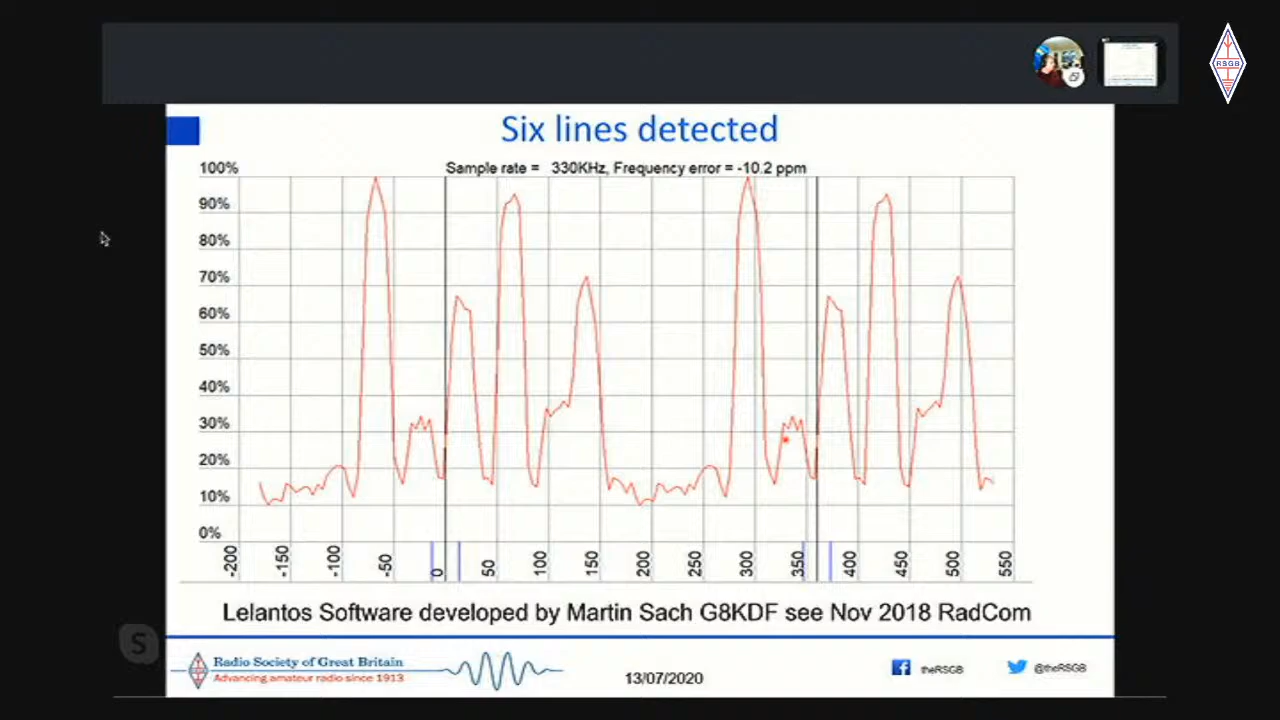 RSGB
Six lines detected
Sample rate = 330KHz, Frequency error = -10.2 ppm
100%
90%
80%
70%
60%
50%
40%
30%
20%
10%
0%
-200 -150 -100 -50 0 50 100 150 200 250 300 350 400 450 500 550
Lelantos Software developed by Martin Sach G8KDF see Nov 2018 RadCom
S
Radio Society of Great Britain
Advancing amateur radio since 1913
13/07/2020
theRSGB
@theRSGB